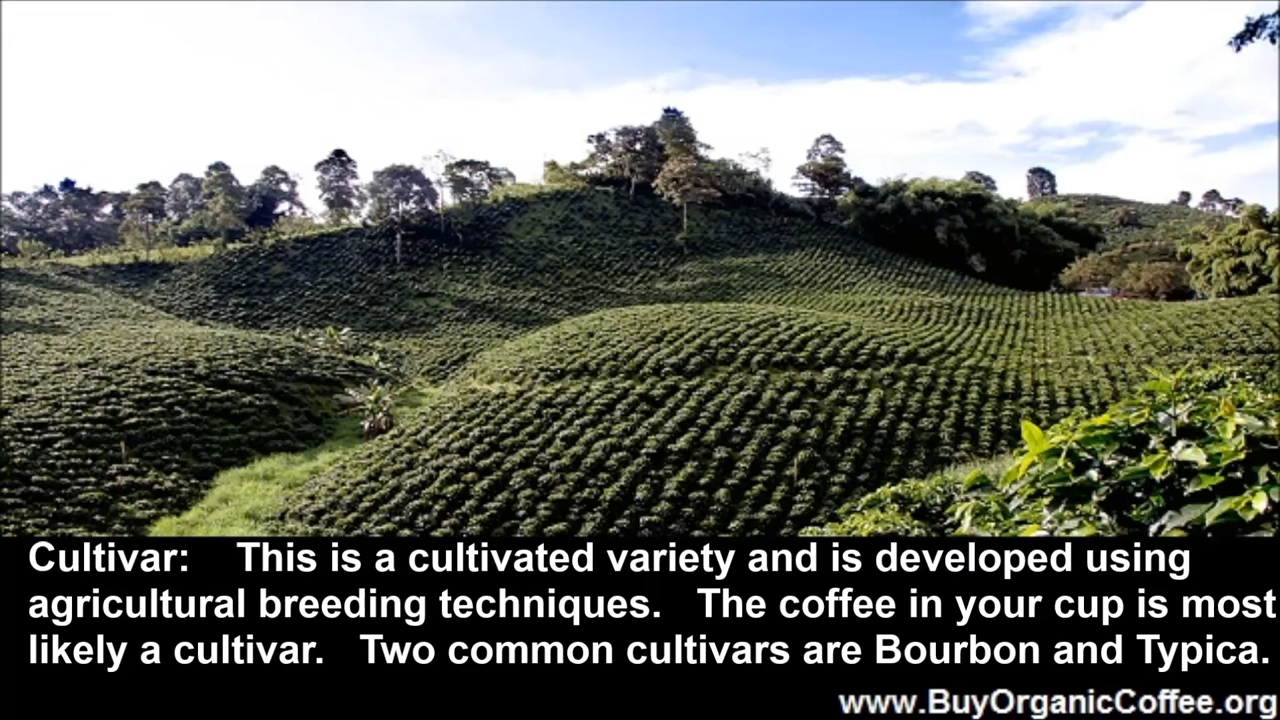 Cultivar: This is a cultivated variety and is developed using
agricultural breeding techniques. The coffee in your cup is most
likely a cultivar. Two common cultivars are Bourbon and Typica.
www.BuyOrganicCoffee.org